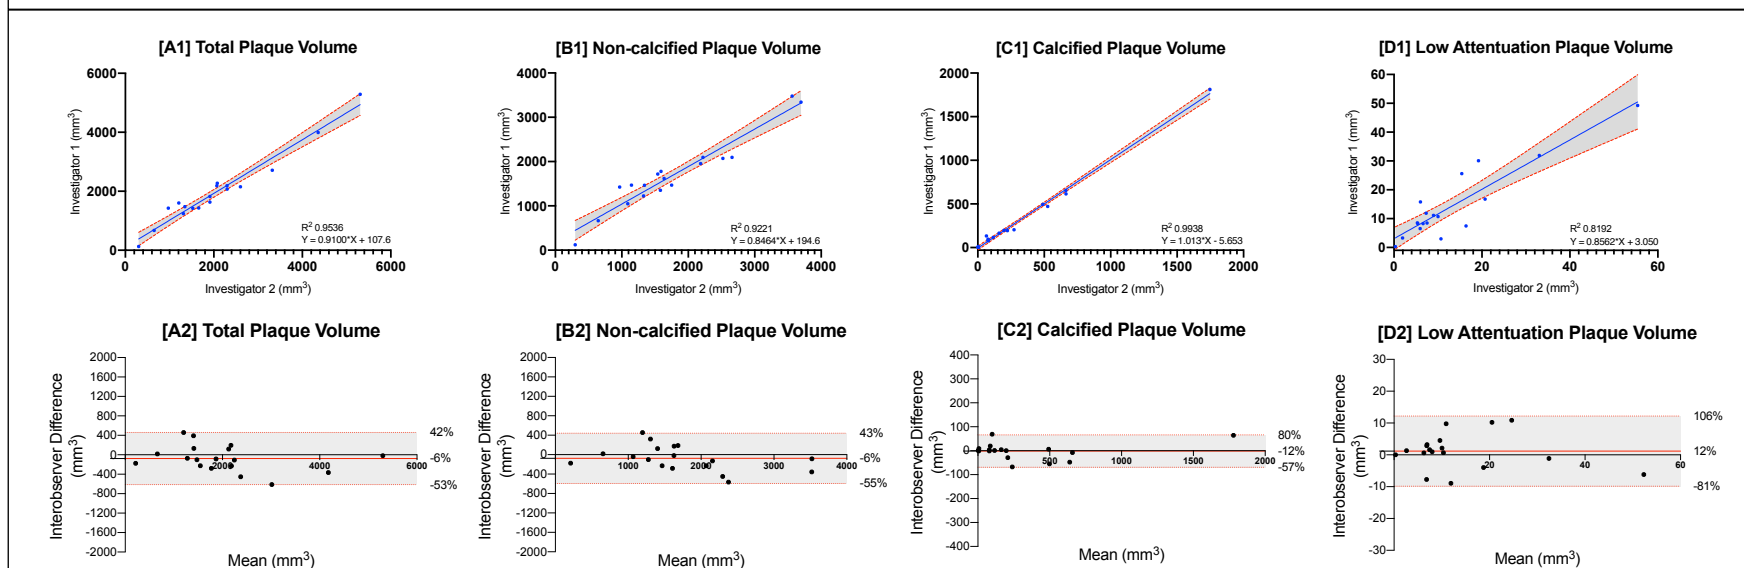 [A1] Total Plaque Volume
6000
4000
2000
0
0
2000
4000
6000
Investigator 1 (mm³)
Investigator 2 (mm³)
R² 0.9536
Y = 0.9100*X + 107.6
[B1] Non-calcified Plaque Volume
4000
3000
2000
1000
0
0
1000
2000
3000
4000
Investigator 1 (mm³)
Investigator 2 (mm³)
R² 0.9221
Y = 0.8464*X + 194.6
[C1] Calcified Plaque Volume
2000
1500
1000
500
0
0
500
1000
1500
2000
Investigator 1 (mm³)
Investigator 2 (mm³)
R² 0.9938
Y = 1.013*X - 5.653
[D1] Low Attentuation Plaque Volume
60
50
40
30
20
10
0
0
20
40
60
Investigator 1 (mm³)
Investigator 2 (mm³)
R² 0.8192
Y = 0.8562*X + 3.050
[A2] Total Plaque Volume
2000
1600
1200
800
400
0
-400
-800
-1200
-1600
-2000
2000
4000
6000
42%
-6%
-53%
Interobserver Difference
(mm³)
Mean (mm³)
[B2] Non-calcified Plaque Volume
2000
1600
1200
800
400
0
-400
-800
-1200
-1600
-2000
1000
2000
3000
4000
43%
-6%
-55%
Interobserver Difference
(mm³)
Mean (mm³)
[C2] Calcified Plaque Volume
400
300
200
100
0
-100
-200
-300
-400
500
1000
1500
2000
80%
-12%
-57%
Interobserver Difference
(mm³)
Mean (mm³)
[D2] Low Attentuation Plaque Volume
30
20
10
0
-10
-20
-30
20
40
60
106%
12%
-81%
Interobserver Difference
(mm³)
Mean (mm³)